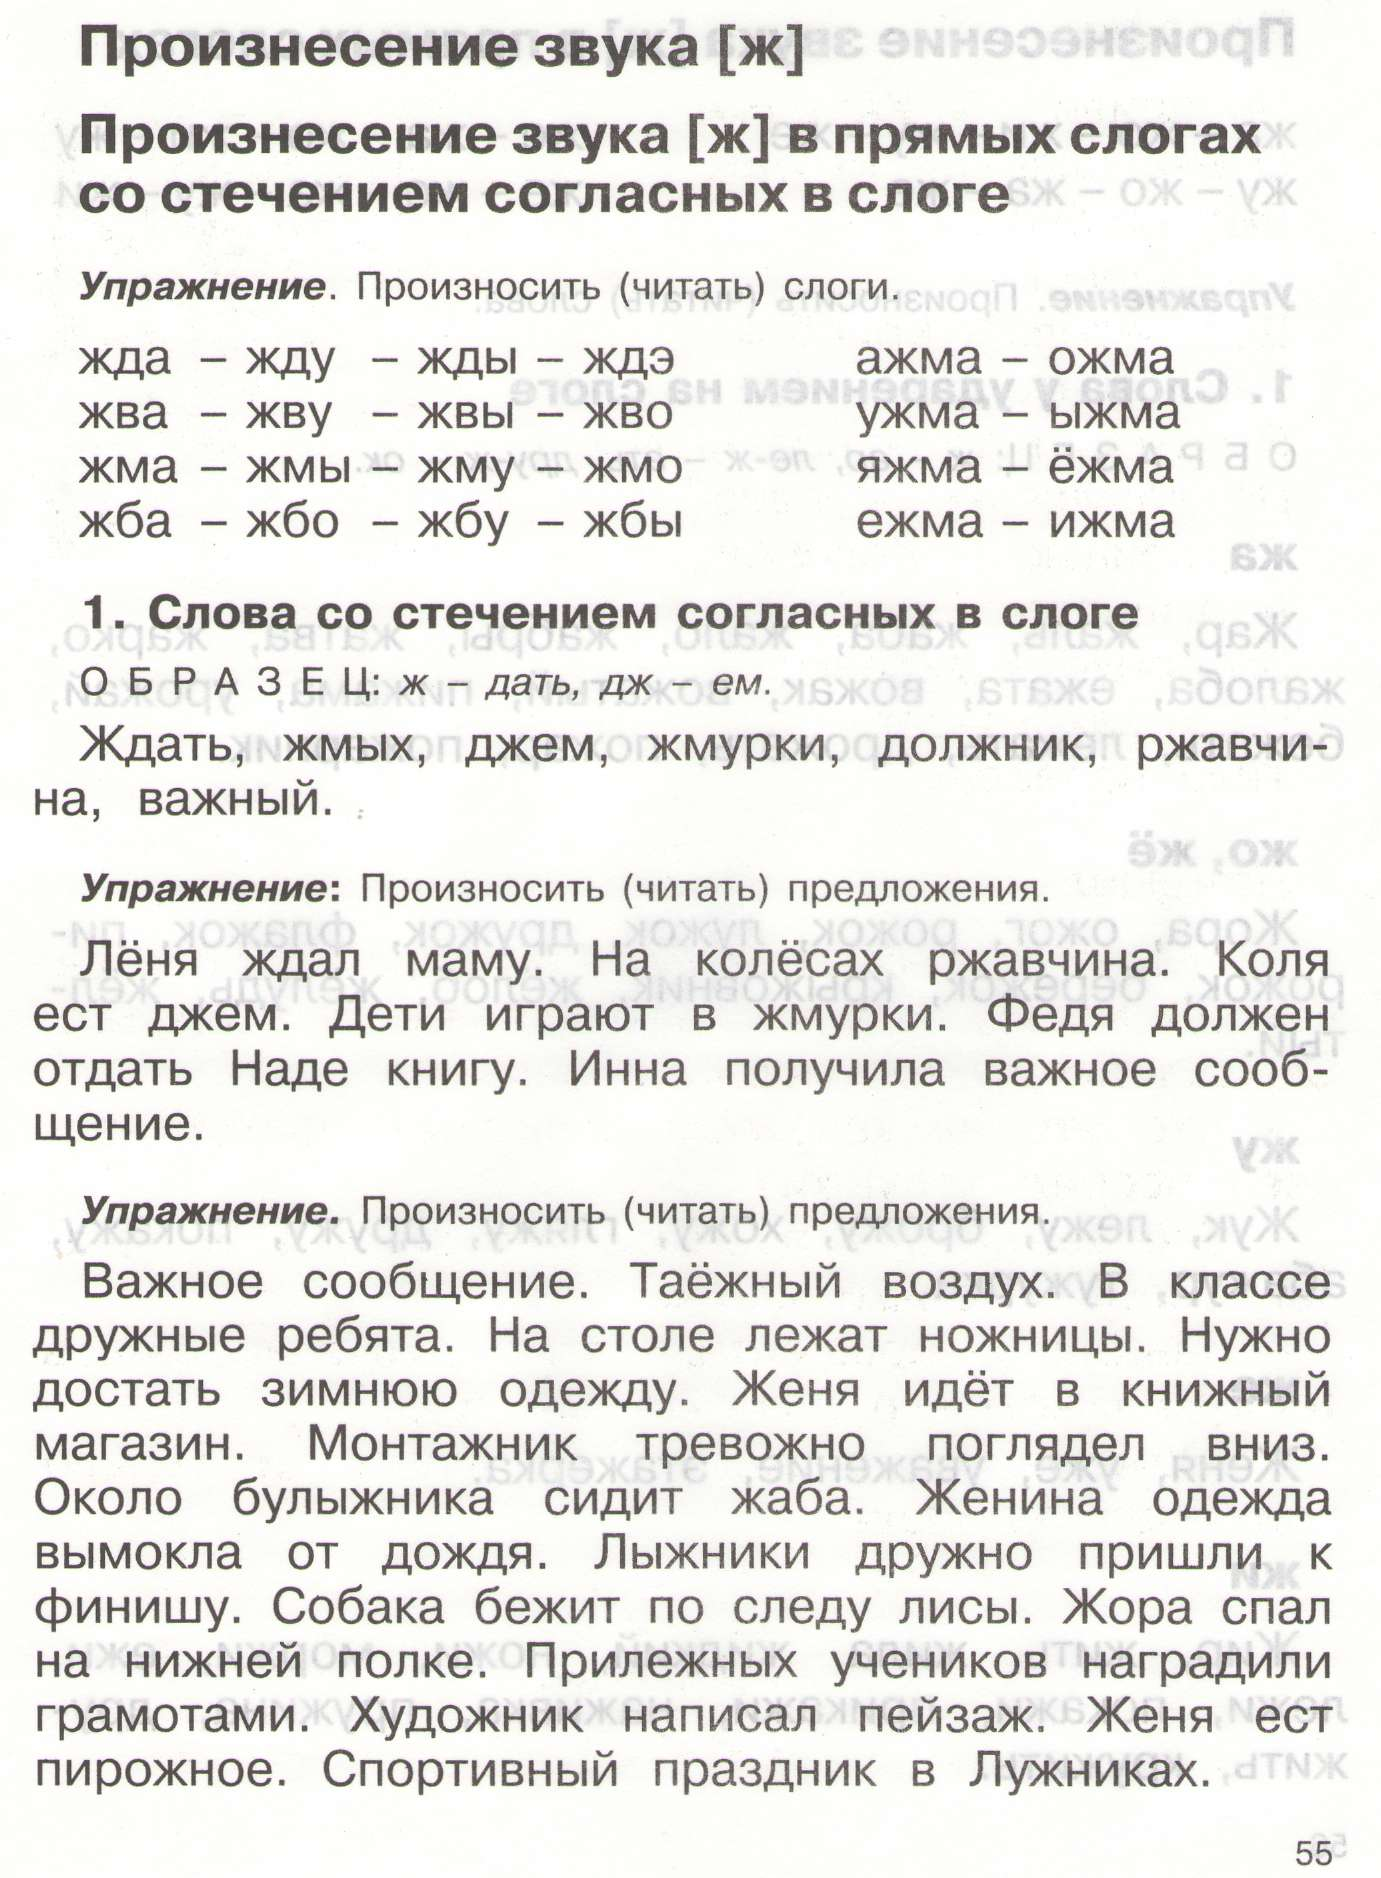 Произнесение звука [ж]
Произнесение звука [ж] в прямых слогах
со стечением согласных в слоге
Упражнение. Произносить (читать) слоги.
жда – жду – жды – ждэ ажма – ожма
жва – жву – жвы – жво ужма – ыжма
жма – жмы – жму – жмо яжма – ёжма
жба – жбо – жбу – жбы ежма – ижма
1. Слова со стечением согласных в слоге
О Б Р А З Е Ц: ж – дать, дж – ем.
Ждать, жмых, джем, жмурки, должник, ржавчи-
на, важный.
Упражнение: Произносить (читать) предложения.
Лёня ждал маму. На колёсах ржавчина. Коля
ест джем. Дети играют в жмурки. Федя должен
отдать Наде книгу. Инна получила важное сооб-
щение.
Упражнение. Произносить (читать) предложения.
Важное сообщение. Таёжный воздух. В классе
дружные ребята. На столе лежат ножницы. Нужно
достать зимнюю одежду. Женя идёт в книжный
магазин. Монтажник тревожно поглядел вниз.
Около булыжника сидит жаба. Женина одежда
вымокла от дождя. Лыжники дружно пришли к
финишу. Собака бежит по следу лисы. Жора спал
на нижней полке. Прилежных учеников наградили
грамотами. Художник написал пейзаж. Женя ест
пирожное. Спортивный праздник в Лужниках.
55